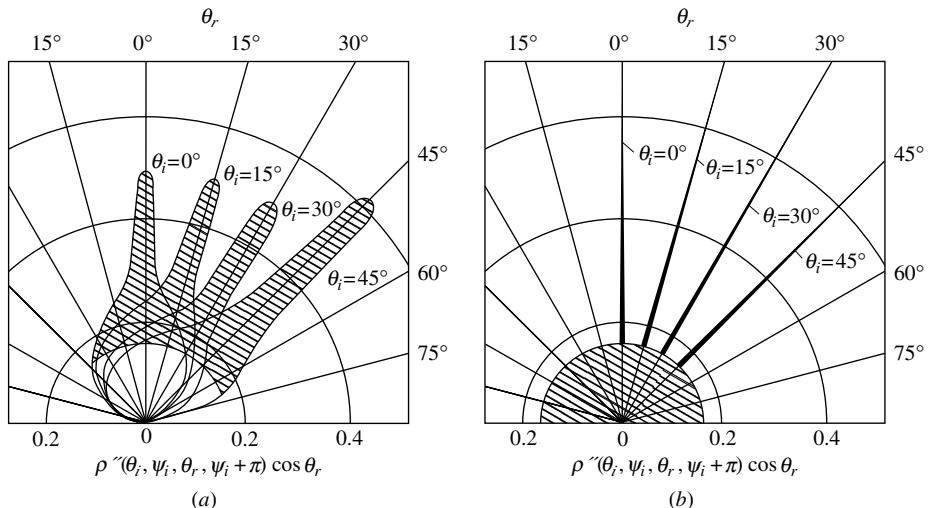 θr
15° 0° 15° 30°
45°
60°
75°
θi=0°
θi=15°
θi=30°
θi=45°
0.2 0 0.2 0.4
ρ˝(θi, ψi, θr, ψi+π) cos θr
(a)
θr
15° 0° 15° 30°
45°
60°
75°
θi=0°
θi=15°
θi=30°
θi=45°
0.2 0 0.2 0.4
ρ˝(θi, ψi, θr, ψi+π) cos θr
(b)